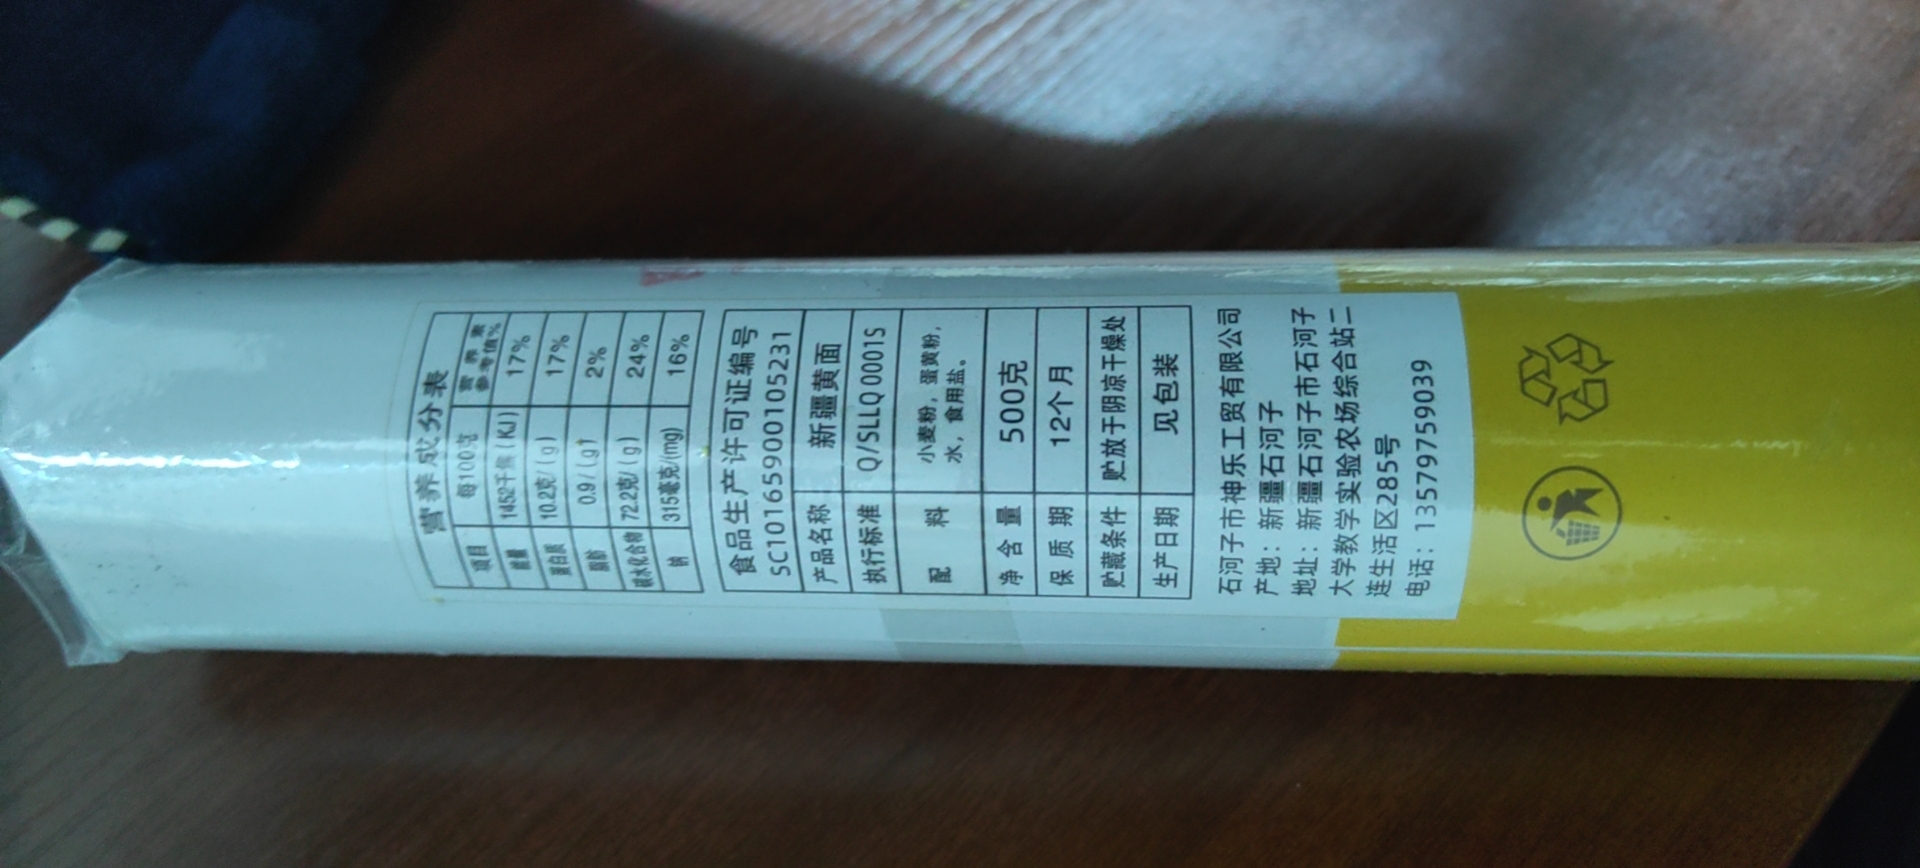 营养成分表
项目 每100克 营养素参考值%
能量 1452千焦(KJ) 17%
蛋白质 10.2克/(g) 17%
脂肪 0.9/(g) 2%
碳水化合物 72.2克/(g) 24%
钠 315毫克/(mg) 16%
食品生产许可证编号
SC10165900105231
产品名称 新疆黄面
执行标准 Q/SLLQ0001S
配料 小麦粉，蛋黄粉，
水，食用盐。
净含量 500克
保质期 12个月
贮藏条件 贮放于阴凉干燥处
生产日期 见包装
石河子市神乐工贸有限公司
产地：新疆石河子
地址：新疆石河子市石河子
大学教学实验农场综合站二
连生活区285号
电话：13579759039